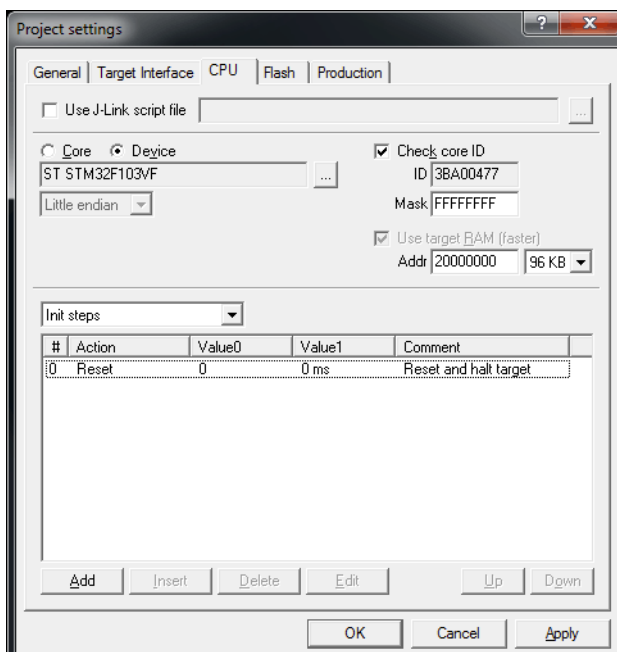 Project settings
General Target Interface CPU Flash Production
Use J-Link script file ...
Core Device
ST STM32F103VF ...
Little endian
Check core ID
ID 3BA00477
Mask FFFFFFFF
Use target RAM (faster)
Addr 20000000 96 KB
Init steps
# Action Value0 Value1 Comment
0 Reset 0 0 ms Reset and halt target
Add Insert Delete Edit Up Down
OK Cancel Apply